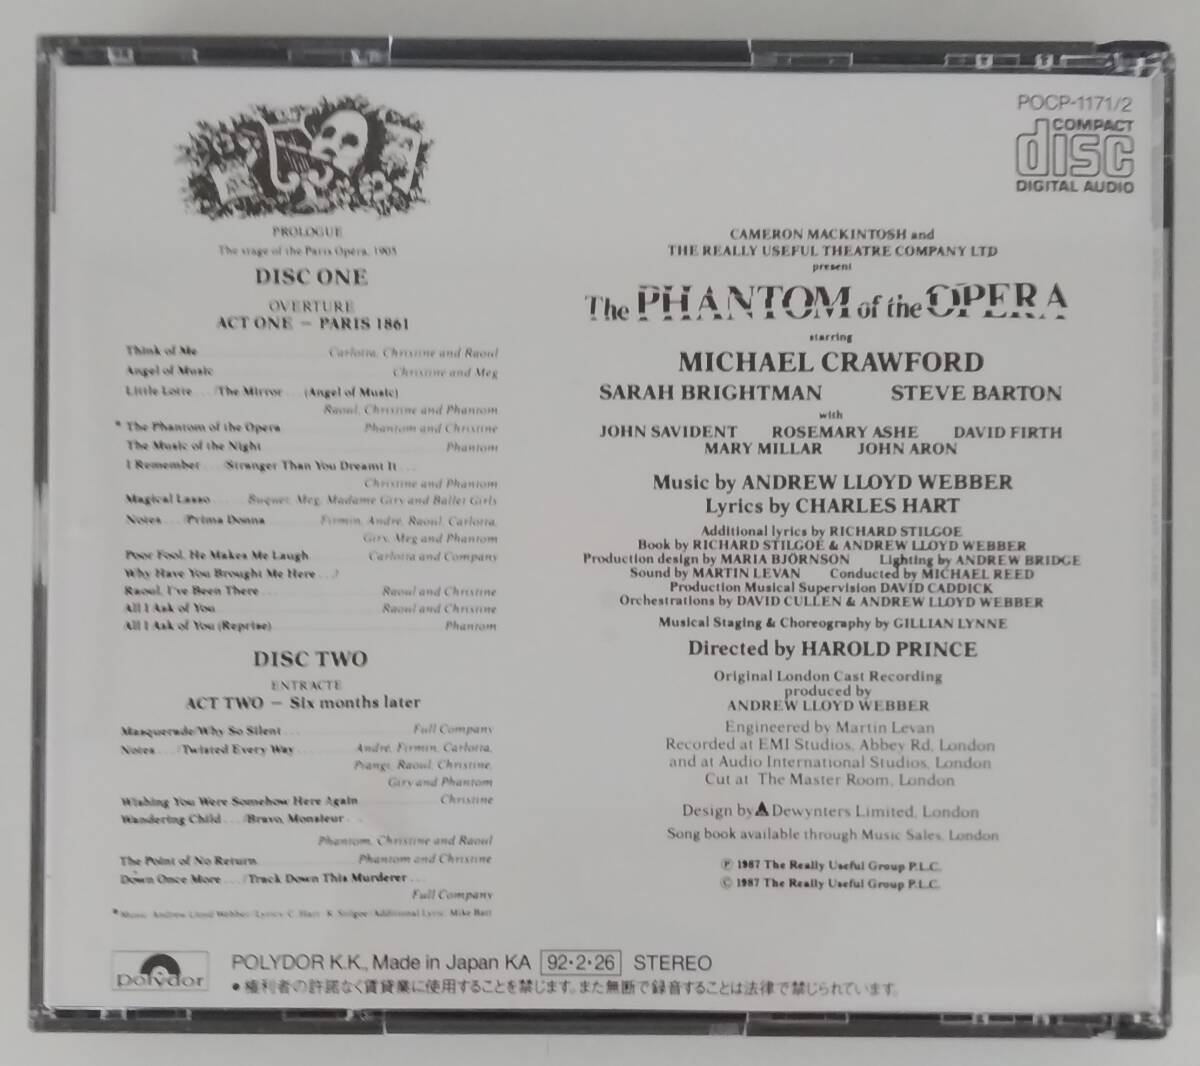 PROLOGUE
The stage of the Paris Opera, 1905
DISC ONE
OVERTURE
ACT ONE – PARIS 1861
Think of Me Carlotta, Christine and Raoul
Angel of Music Christine and Meg
Little Lotte . . . /The Mirror . . . (Angel of Music)
Raoul, Christine and Phantom
* The Phantom of the Opera Phantom and Christine
The Music of the Night Phantom
I Remember . . . /Stranger Than You Dreamt It . . .
Christine and Phantom
Magical Lasso . . . Buquet, Meg, Madame Giry and Ballet Girls
Notes . . . /Prima Donna Firmin, Andre, Raoul, Carlotta,
Giry, Meg and Phantom
Poor Fool, He Makes Me Laugh Carlotta and Company
Why Have You Brought Me Here . . . ?
Raoul, I've Been There . . . Raoul and Christine
All I Ask of You Raoul and Christine
All I Ask of You (Reprise) Phantom
DISC TWO
ENTR'ACTE
ACT TWO – Six months later
Masquerade/Why So Silent . . . Full Company
Notes . . . /Twisted Every Way . . . André, Firmin, Carlotta,
Piangi, Raoul, Christine,
Giry and Phantom
Wishing You Were Somehow Here Again Christine
Wandering Child . . . /Bravo, Monsieur . . .
Phantom, Christine and Raoul
The Point of No Return Phantom and Christine
Down Once More . . . /Track Down This Murderer . . .
Full Company
* Music: Andrew Lloyd Webber/Lyrics: C. Hart · R. Stilgoe/Additional Lyric: Mike Batt
POCP-1171/2
COMPACT
disc
DIGITAL AUDIO
CAMERON MACKINTOSH and
THE REALLY USEFUL THEATRE COMPANY LTD
present
The PHANTOM of the OPERA
starring
MICHAEL CRAWFORD
SARAH BRIGHTMAN STEVE BARTON
with
JOHN SAVIDENT ROSEMARY ASHE DAVID FIRTH
MARY MILLAR JOHN ARON
Music by ANDREW LLOYD WEBBER
Lyrics by CHARLES HART
Additional lyrics by RICHARD STILGOE
Book by RICHARD STILGOE & ANDREW LLOYD WEBBER
Production design by MARIA BJÖRNSON Lighting by ANDREW BRIDGE
Sound by MARTIN LEVAN Conducted by MICHAEL REED
Production Musical Supervision DAVID CADDICK
Orchestrations by DAVID CULLEN & ANDREW LLOYD WEBBER
Musical Staging & Choreography by GILLIAN LYNNE
Directed by HAROLD PRINCE
Original London Cast Recording
produced by
ANDREW LLOYD WEBBER
Engineered by Martin Levan
Recorded at EMI Studios, Abbey Rd, London
and at Audio International Studios, London
Cut at The Master Room, London
Design by Dewynters Limited, London
Song book available through Music Sales, London
℗ 1987 The Really Useful Group P.L.C.
© 1987 The Really Useful Group P.L.C.
polydor
POLYDOR K.K., Made in Japan KA 92·2·26 STEREO
●権利者の許諾なく賃貸業に使用することを禁じます。また無断で録音することは法律で禁じられています。